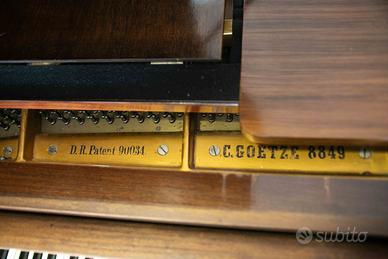 D. R. Patent 90034
C. GOETZE 8849
subito